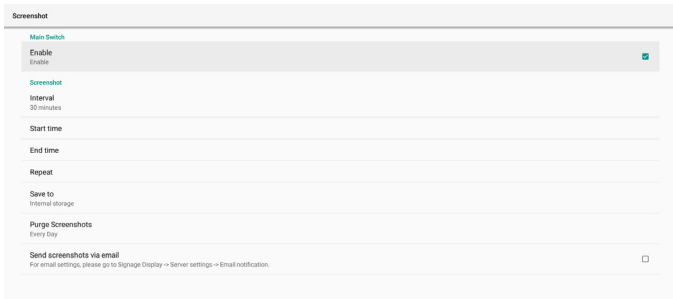 Screenshot
Main Switch
Enable
Enable
Screenshot
Interval
30 minutes
Start time
End time
Repeat
Save to
Internal storage
Purge Screenshots
Every Day
Send screenshots via email
For email settings, please go to Signage Display -> Server settings -> Email notification.